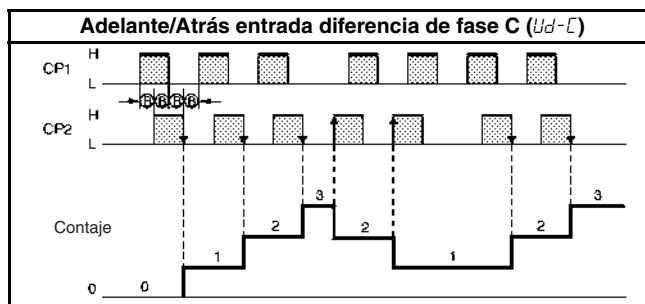 Adelante/Atrás entrada diferencia de fase C (Ud-C)
CP1 H
L
B B B B
CP2 H
L
Contaje
0 0 1 2 3 2 1 2 3